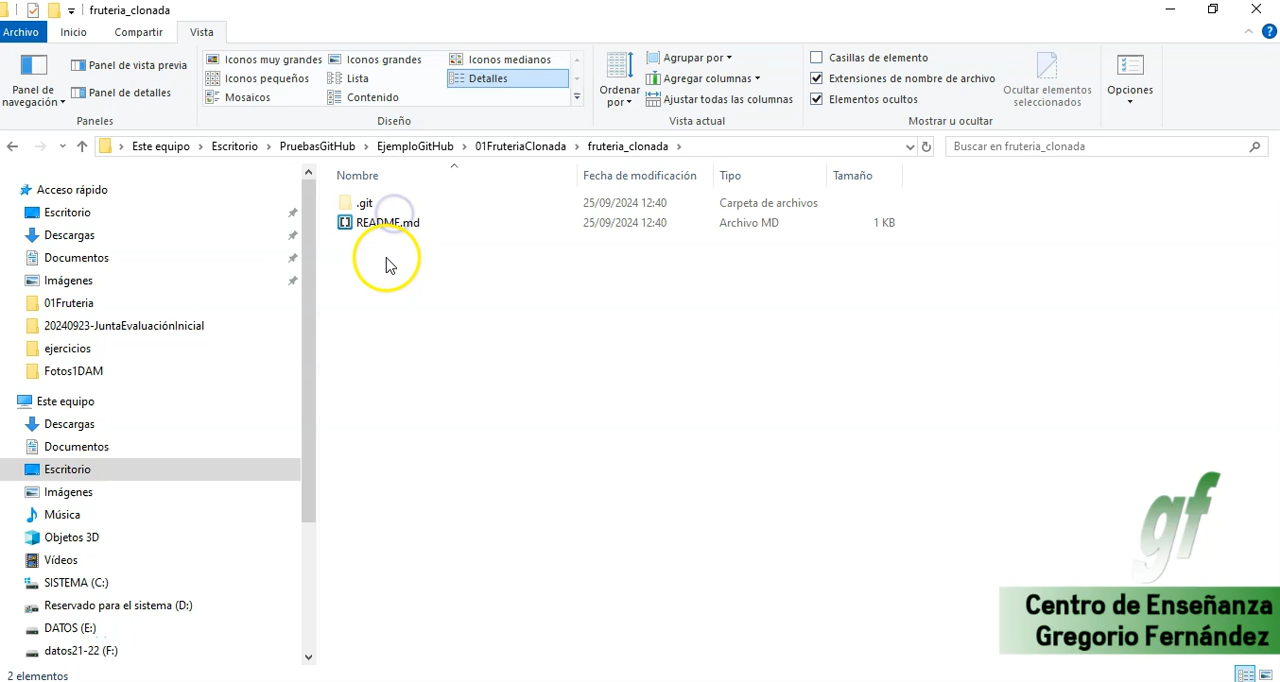 fruteria_clonada
Archivo Inicio Compartir Vista
Panel de navegación
Panel de vista previa
Panel de detalles
Paneles
Iconos muy grandes Iconos grandes Iconos medianos
Iconos pequeños Lista Detalles
Mosaicos Contenido
Diseño
Ordenar por
Agrupar por
Agregar columnas
Ajustar todas las columnas
Vista actual
Casillas de elemento
Extensiones de nombre de archivo
Elementos ocultos
Ocultar elementos
seleccionados
Mostrar u ocultar
Opciones
Este equipo > Escritorio > PruebasGitHub > EjemploGitHub > 01FruteriaClonada > fruteria_clonada >
Buscar en fruteria_clonada
Nombre Fecha de modificación Tipo Tamaño
.git 25/09/2024 12:40 Carpeta de archivos
README.md 25/09/2024 12:40 Archivo MD 1 KB
Acceso rápido
Escritorio
Descargas
Documentos
Imágenes
01Fruteria
20240923-JuntaEvaluaciónInicial
ejercicios
Fotos1DAM
Este equipo
Descargas
Documentos
Escritorio
Imágenes
Música
Objetos 3D
Vídeos
SISTEMA (C:)
Reservado para el sistema (D:)
DATOS (E:)
datos21-22 (F:)
2 elementos
gf
Centro de Enseñanza
Gregorio Fernández